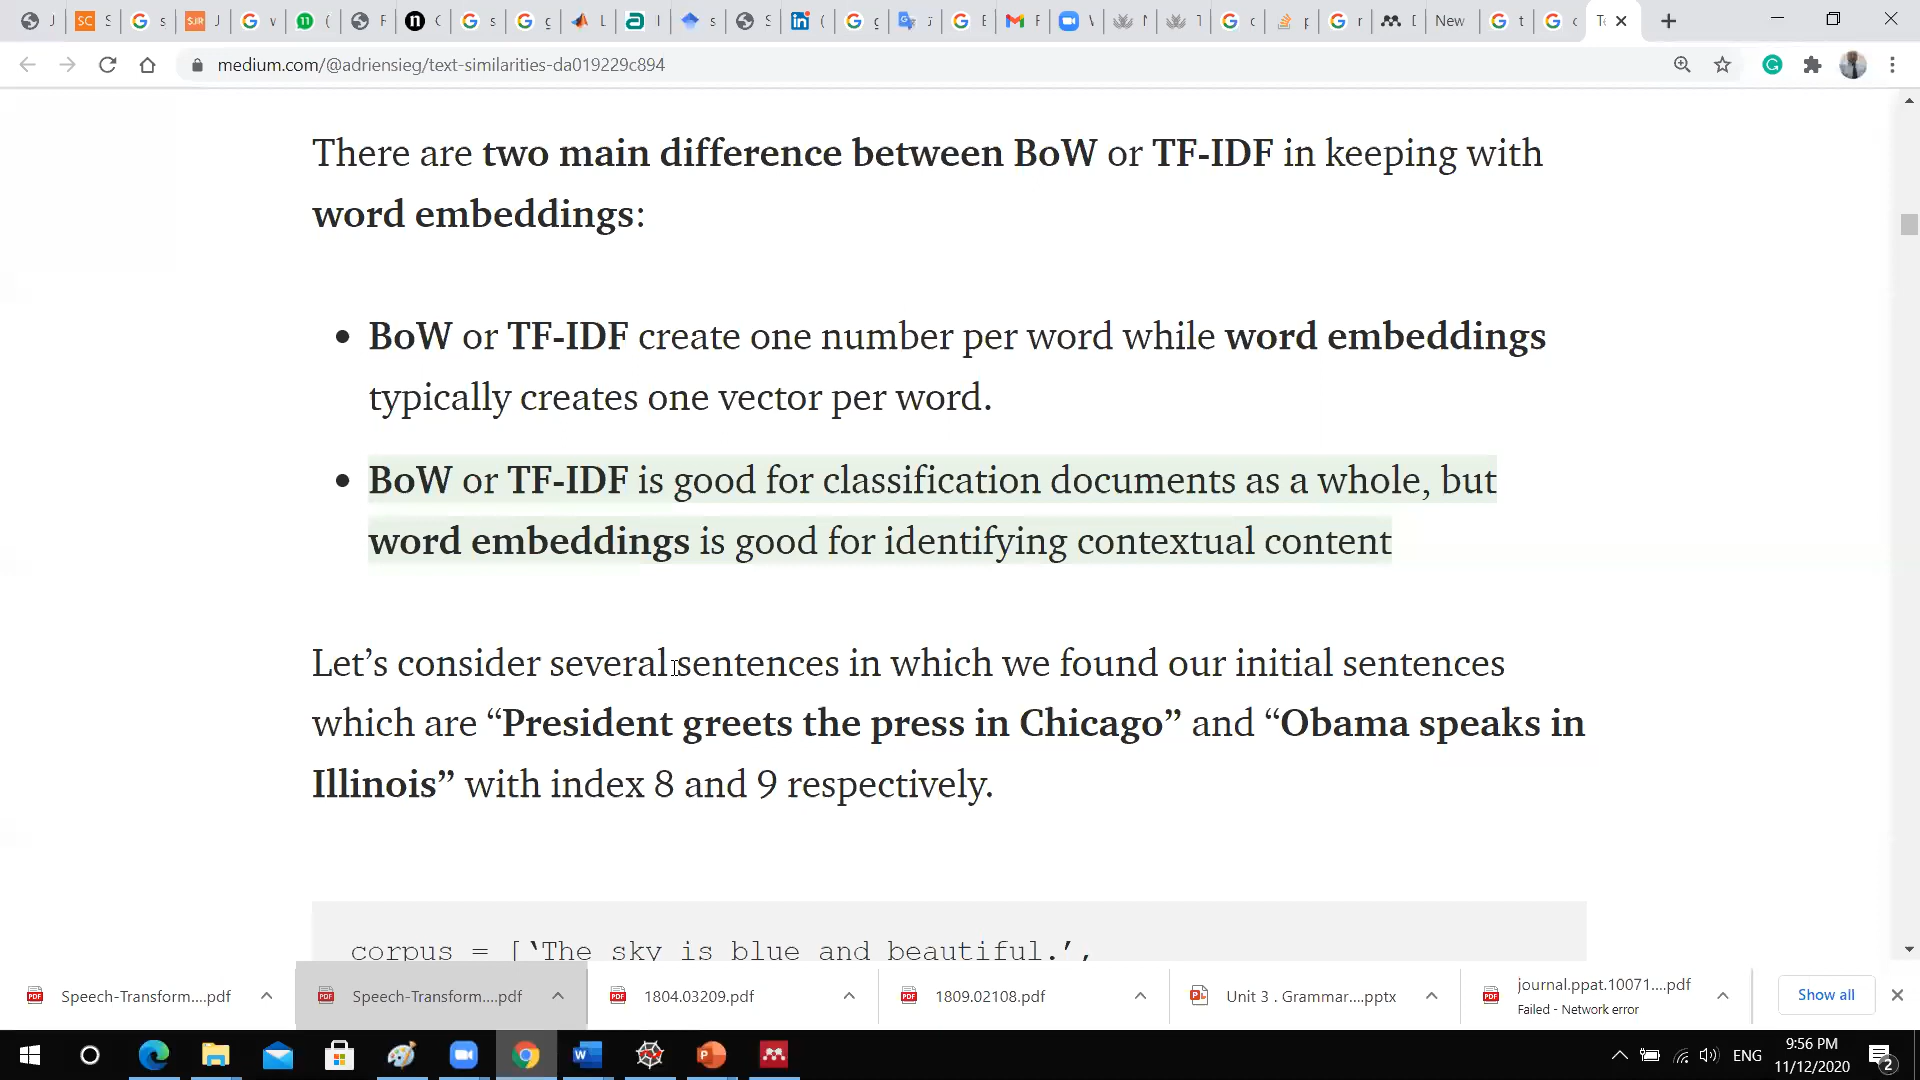 medium.com/@adriensieg/text-similarities-da019229c894
There are two main difference between BoW or TF-IDF in keeping with
word embeddings:
• BoW or TF-IDF create one number per word while word embeddings
typically creates one vector per word.
• BoW or TF-IDF is good for classification documents as a whole, but
word embeddings is good for identifying contextual content
Let’s consider several sentences in which we found our initial sentences
which are “President greets the press in Chicago” and “Obama speaks in
Illinois” with index 8 and 9 respectively.
corpus = [‘The sky is blue and beautiful.’,
Speech-Transform....pdf
Speech-Transform....pdf
1804.03209.pdf
1809.02108.pdf
Unit 3 . Grammar....pptx
journal.ppat.10071....pdf
Failed - Network error
Show all
ENG
9:56 PM
11/12/2020
2